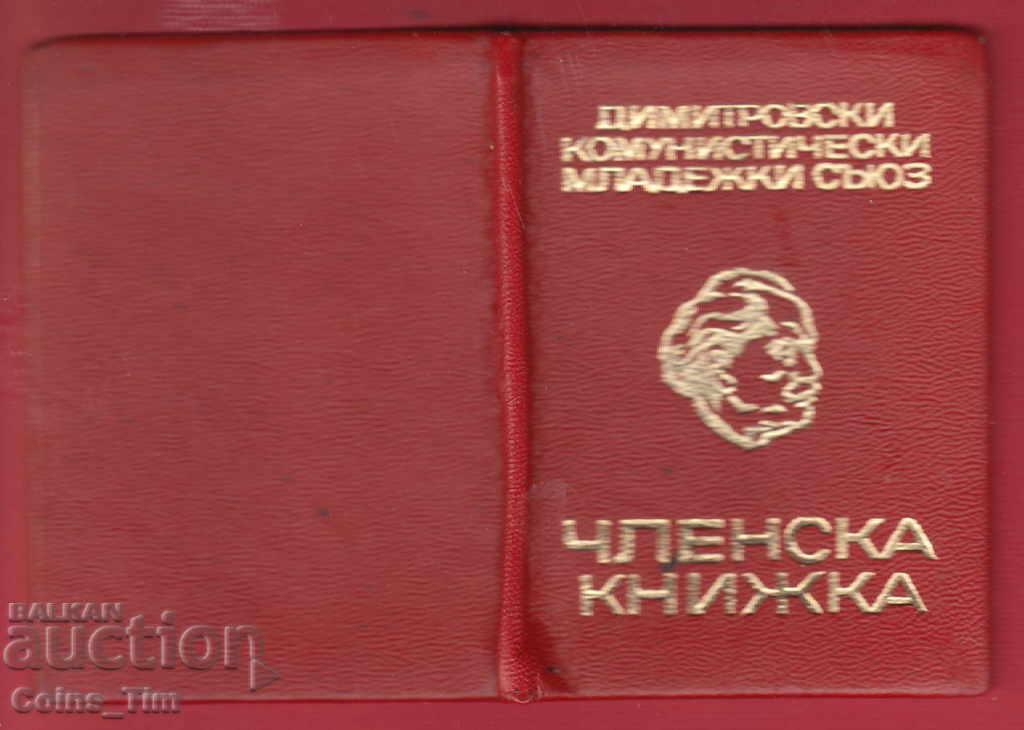 ДИМИТРОВСКИ
КОМУНИСТИЧЕСКИ
МЛАДЕЖКИ СЪЮЗ
ЧЛЕНСКА
КНИЖКА
BALKAN
auction
Coins_Tim